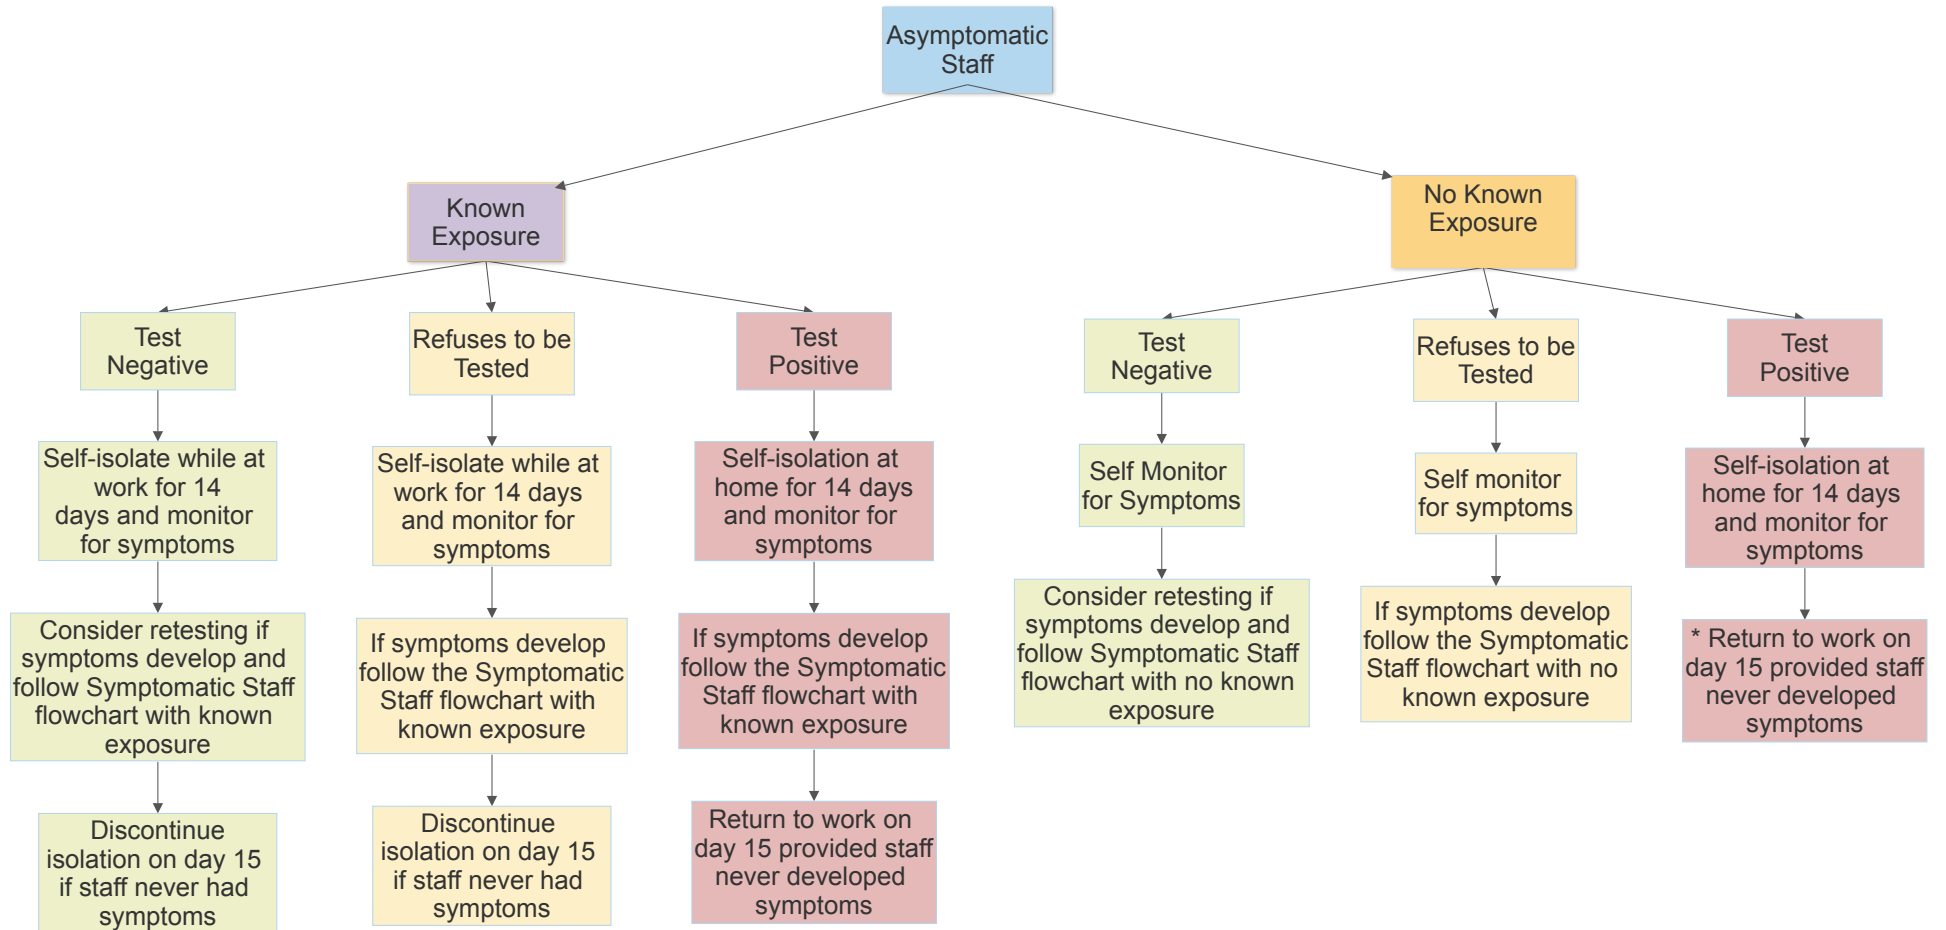 Asymptomatic
Staff
Known
Exposure
No Known
Exposure
Test
Negative
Refuses to be
Tested
Test
Positive
Test
Negative
Refuses to be
Tested
Test
Positive
Self-isolate while at
work for 14
days and monitor
for symptoms
Self-isolate while at
work for 14 days
and monitor for
symptoms
Self-isolation at
home for 14 days
and monitor for
symptoms
Self Monitor
for Symptoms
Self monitor
for symptoms
Self-isolation at
home for 14 days
and monitor for
symptoms
Consider retesting if
symptoms develop and
follow Symptomatic Staff
flowchart with known
exposure
If symptoms develop
follow the Symptomatic
Staff flowchart with
known exposure
If symptoms develop
follow the Symptomatic
Staff flowchart with
known exposure
Consider retesting if
symptoms develop and
follow Symptomatic Staff
flowchart with no known
exposure
If symptoms develop
follow the Symptomatic
Staff flowchart with no
known exposure
* Return to work on
day 15 provided staff
never developed
symptoms
Discontinue
isolation on day 15
if staff never had
symptoms
Discontinue
isolation on day 15
if staff never had
symptoms
Return to work on
day 15 provided staff
never developed
symptoms